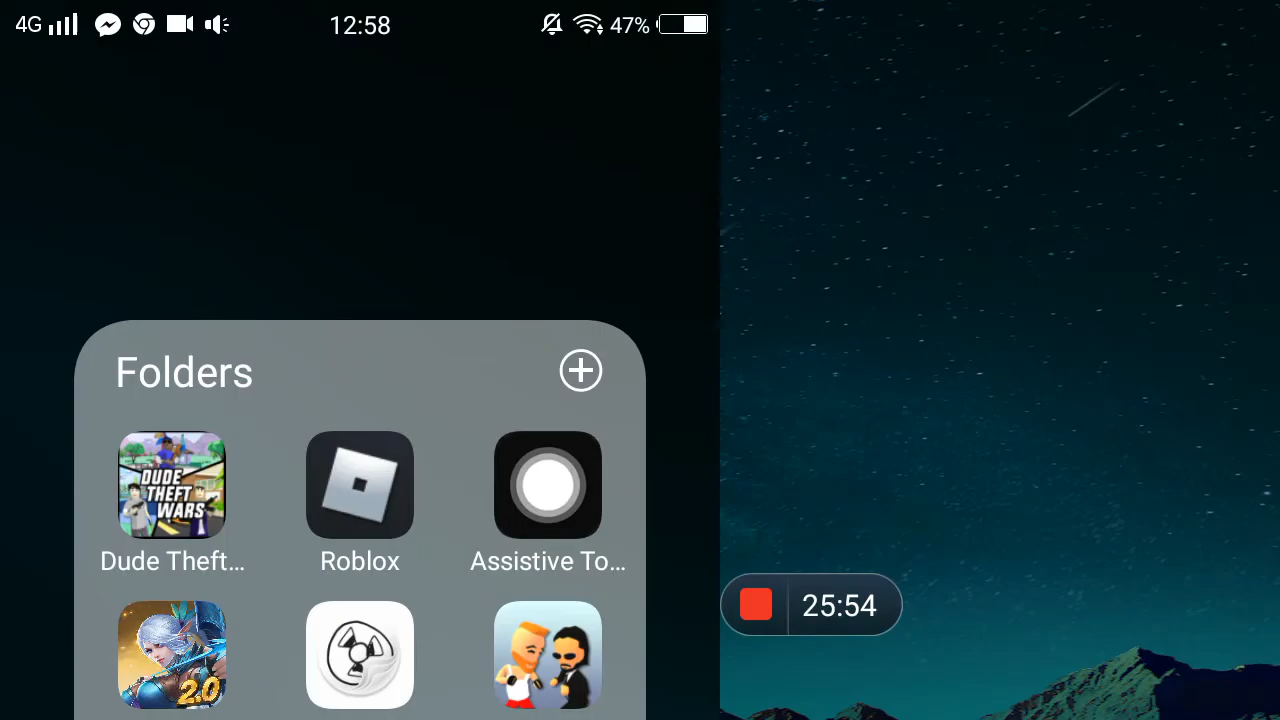 4G 12:58 47%
Folders
DUDE
THEFT
WARS
Dude Theft...
Roblox
Assistive To...
2.0
25:54